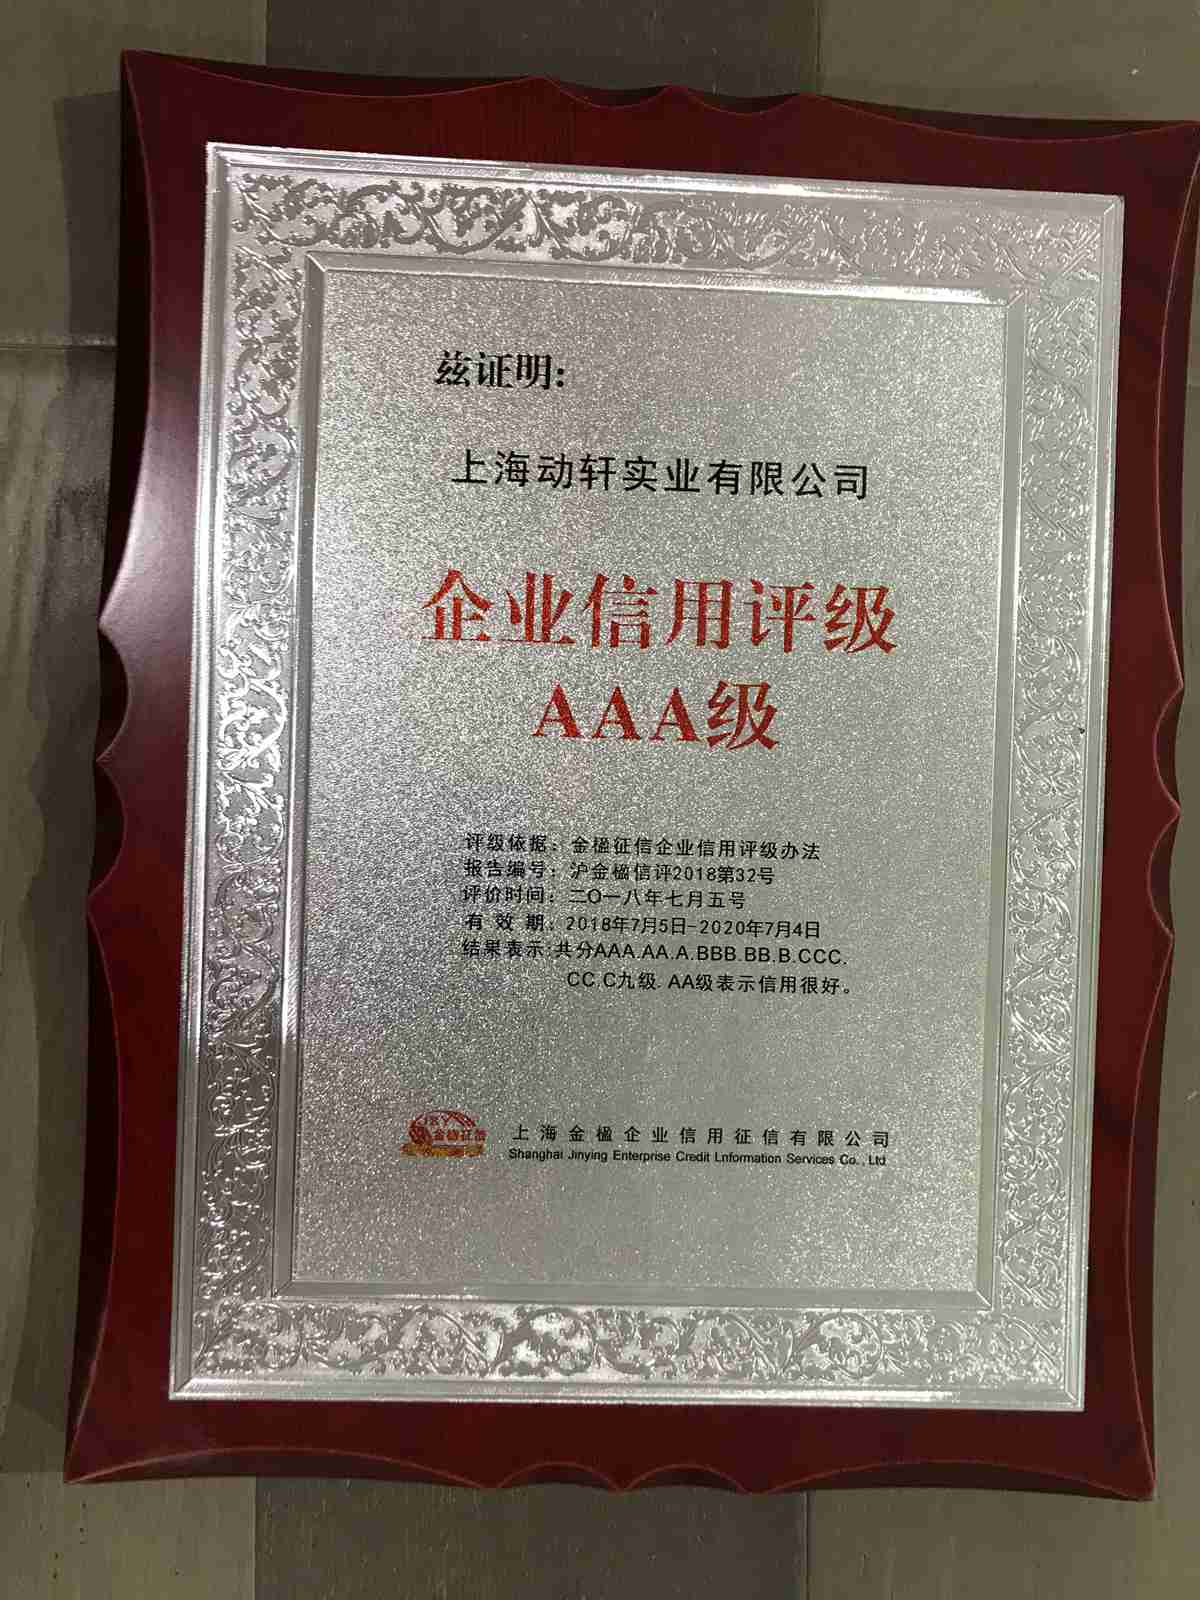 兹证明:
上海动轩实业有限公司
企业信用评级
AAA级
评级依据：金楹征信企业信用评级办法
报告编号：沪金楹信评2018第32号
评价时间：二O一八年七月五号
有 效 期：2018年7月5日-2020年7月4日
结果表示:共分AAA.AA.A.BBB.BB.B.CCC.
CC.C九级. AA级表示信用很好。
JXY
金楹征信
上海金楹企业信用征信有限公司
Shanghai Jinying Enterprise Credit Lnformation Services Co., Ltd